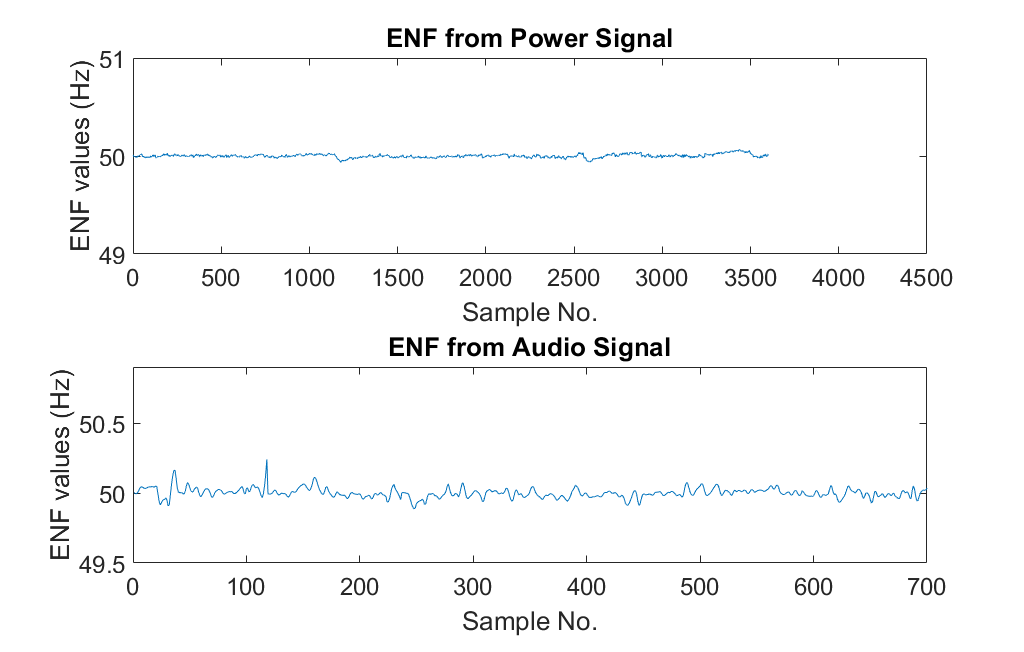 ENF from Power Signal
51
50
49
ENF values (Hz)
0 500 1000 1500 2000 2500 3000 3500 4000 4500
Sample No.
ENF from Audio Signal
50.5
50
49.5
ENF values (Hz)
0 100 200 300 400 500 600 700
Sample No.